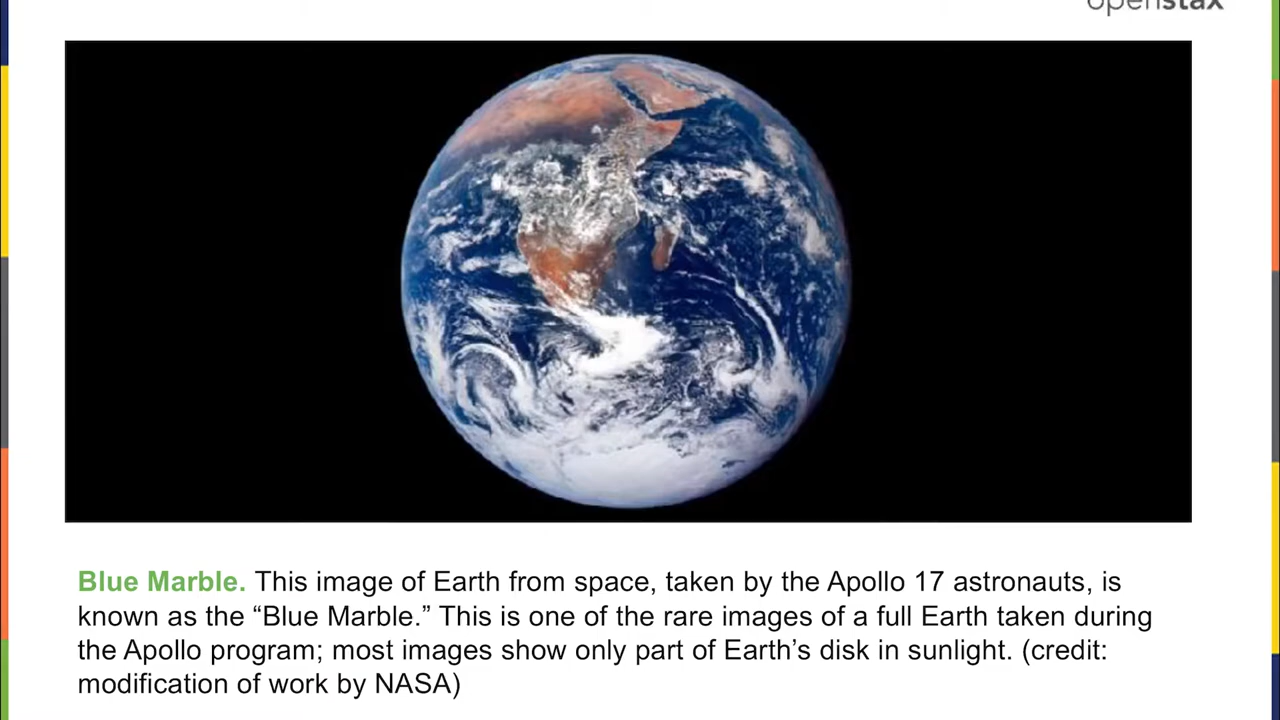 openstax
Blue Marble. This image of Earth from space, taken by the Apollo 17 astronauts, is
known as the “Blue Marble.” This is one of the rare images of a full Earth taken during
the Apollo program; most images show only part of Earth’s disk in sunlight. (credit:
modification of work by NASA)